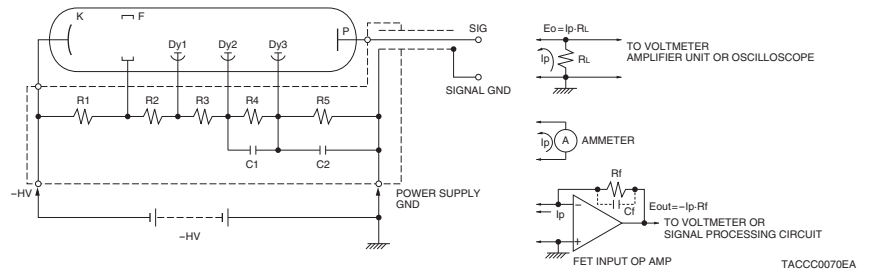 K
F
Dy1
Dy2
Dy3
P
SIG
SIGNAL GND
R1
R2
R3
R4
R5
C1
C2
−HV
POWER SUPPLY
GND
−HV
Eo=Ip·RL
Ip
RL
TO VOLTMETER
AMPLIFIER UNIT OR OSCILLOSCOPE
Ip
A
AMMETER
Rf
Cf
Eout=−Ip·Rf
Ip
−
+
TO VOLTMETER OR
SIGNAL PROCESSING CIRCUIT
FET INPUT OP AMP
TACCC0070EA